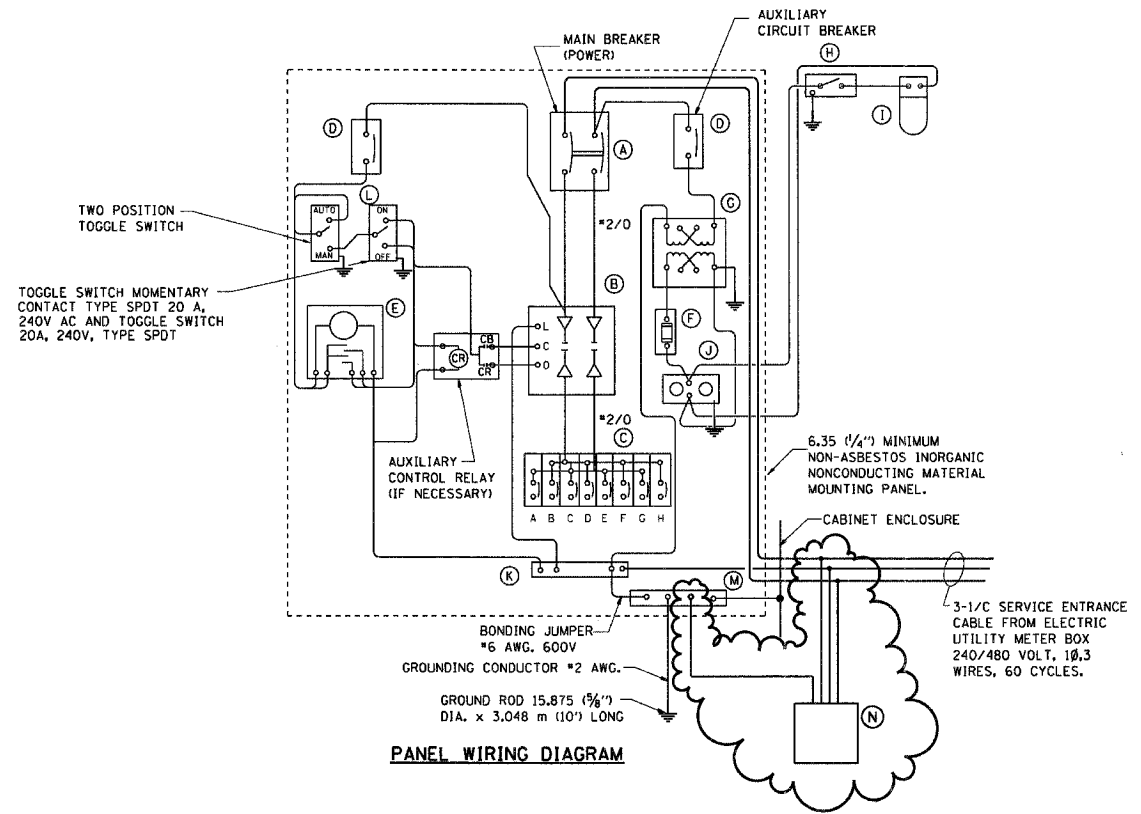 AUXILIARY
CIRCUIT BREAKER
MAIN BREAKER
(POWER)
H
I
D
A
D
L
TWO POSITION
TOGGLE SWITCH
AUTO
MAN
ON
OFF
#2/0
G
TOGGLE SWITCH MOMENTARY
CONTACT TYPE SPDT 20 A,
240V AC AND TOGGLE SWITCH
20A, 240V, TYPE SPDT
E
B
F
J
L
C
O
CB
CR
CR
#2/0
C
AUXILIARY
CONTROL RELAY
(IF NECESSARY)
A B C D E F G H
6.35 (1/4") MINIMUM
NON-ASBESTOS INORGANIC
NONCONDUCTING MATERIAL
MOUNTING PANEL.
CABINET ENCLOSURE
K
M
3-1/C SERVICE ENTRANCE
CABLE FROM ELECTRIC
UTILITY METER BOX
240/480 VOLT, 1Ø,3
WIRES, 60 CYCLES.
BONDING JUMPER
#6 AWG. 600V
GROUNDING CONDUCTOR #2 AWG.
GROUND ROD 15.875 (5/8")
DIA. x 3.048 m (10') LONG
N
PANEL WIRING DIAGRAM